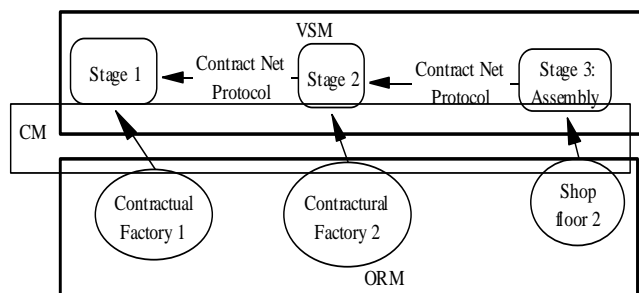 VSM
Stage 1
Contract Net
Protocol
Stage 2
Contract Net
Protocol
Stage 3:
Assembly
CM
Contractual
Factory 1
Contractural
Factory 2
Shop
floor 2
ORM